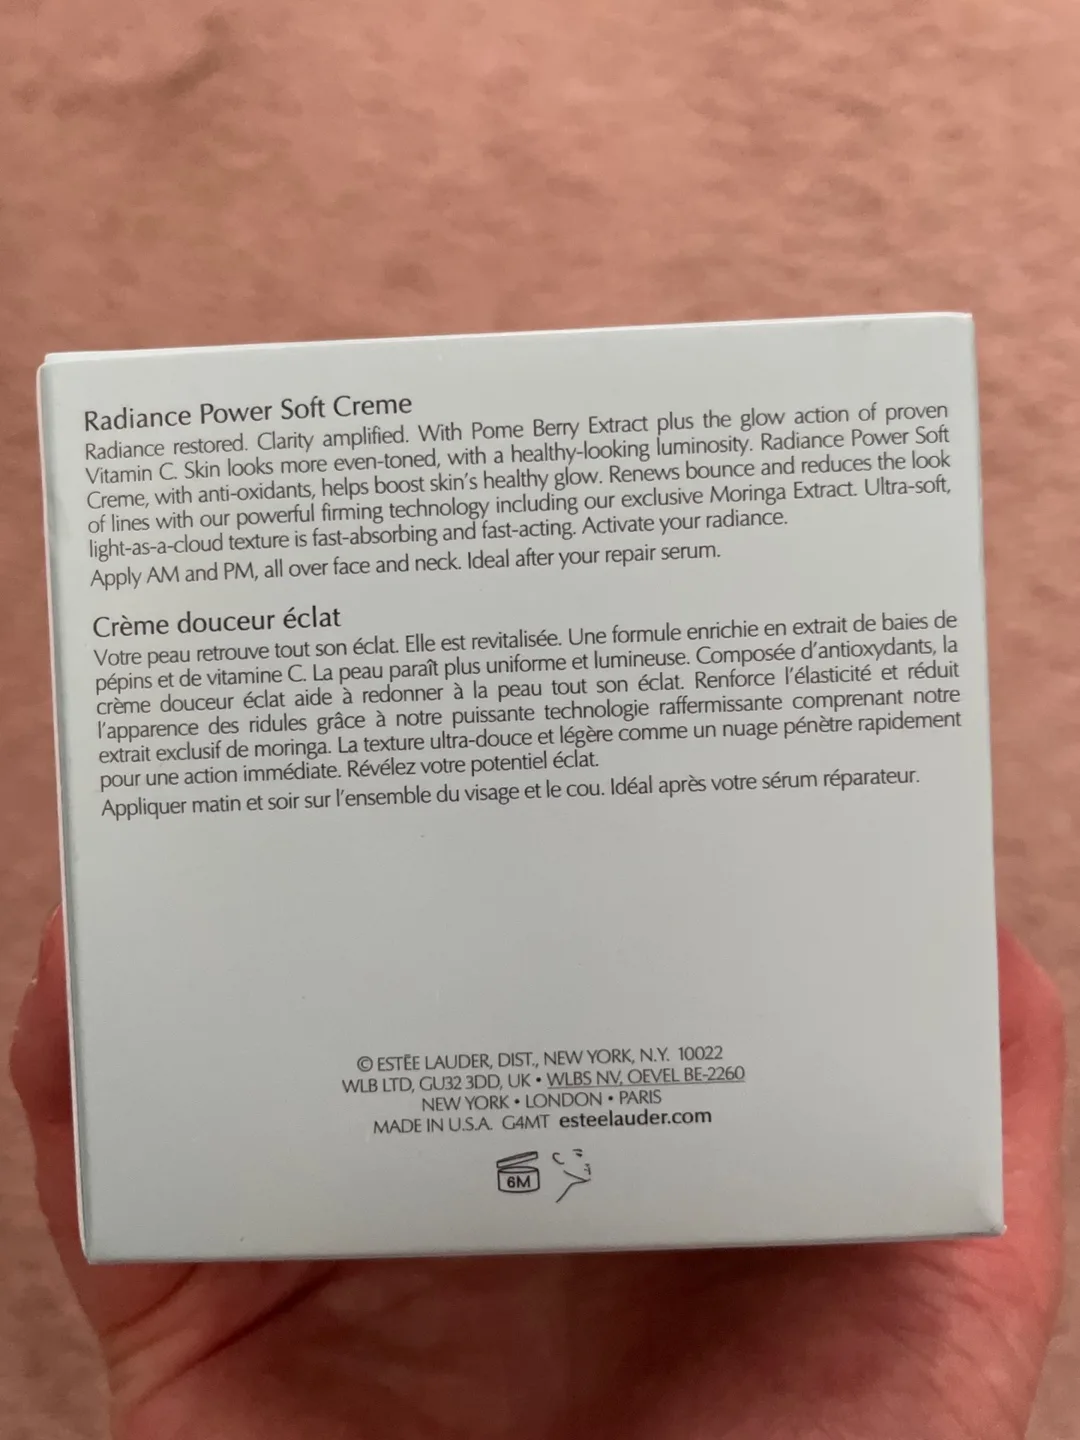 Radiance Power Soft Creme
Radiance restored. Clarity amplified. With Pome Berry Extract plus the glow action of proven
Vitamin C. Skin looks more even-toned, with a healthy-looking luminosity. Radiance Power Soft
Creme, with anti-oxidants, helps boost skin's healthy glow. Renews bounce and reduces the look
of lines with our powerful firming technology including our exclusive Moringa Extract. Ultra-soft,
light-as-a-cloud texture is fast-absorbing and fast-acting. Activate your radiance.
Apply AM and PM, all over face and neck. Ideal after your repair serum.
Crème douceur éclat
Votre peau retrouve tout son éclat. Elle est revitalisée. Une formule enrichie en extrait de baies de
pépins et de vitamine C. La peau paraît plus uniforme et lumineuse. Composée d'antioxydants, la
crème douceur éclat aide à redonner à la peau tout son éclat. Renforce l'élasticité et réduit
l'apparence des ridules grâce à notre puissante technologie raffermissante comprenant notre
extrait exclusif de moringa. La texture ultra-douce et légère comme un nuage pénètre rapidement
pour une action immédiate. Révélez votre potentiel éclat.
Appliquer matin et soir sur l'ensemble du visage et le cou. Idéal après votre sérum réparateur.
© ESTĒE LAUDER, DIST., NEW YORK, N.Y. 10022
WLB LTD, GU32 3DD, UK • WLBS NV, OEVEL BE-2260
NEW YORK • LONDON • PARIS
MADE IN U.S.A. G4MT esteelauder.com
6M